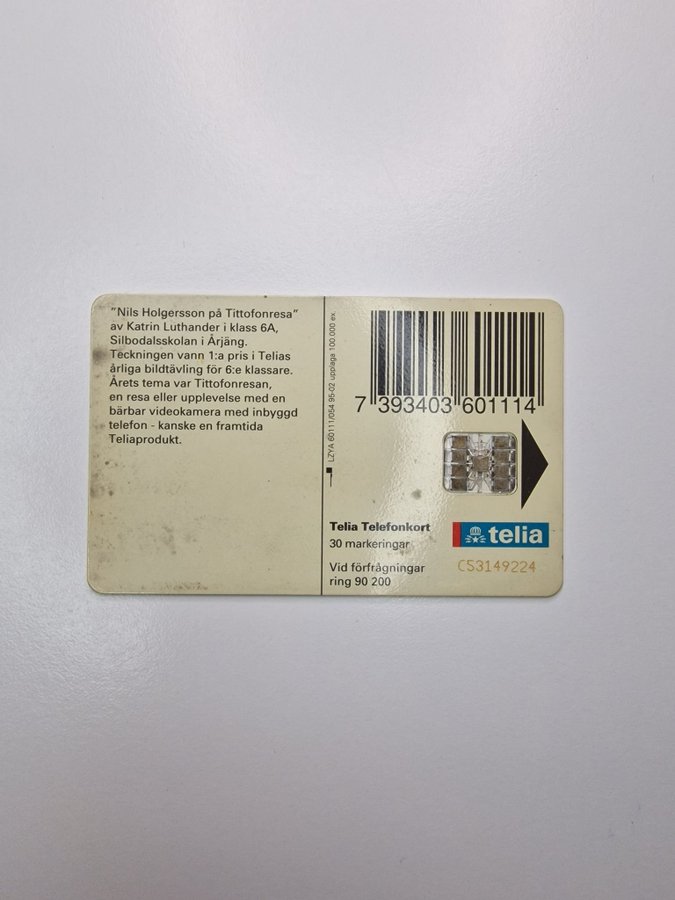 "Nils Holgersson på Tittofonresa"
av Katrin Luthander i klass 6A,
Silbodalsskolan i Årjäng.
Teckningen vann 1:a pris i Telias
årliga bildtävling för 6:e klassare.
Årets tema var Tittofonresan,
en resa eller upplevelse med en
bärbar videokamera med inbyggd
telefon - kanske en framtida
Teliaprodukt.
LZYA 60111/054 95-02 upplaga 100.000 ex.
7 393403 601114
Telia Telefonkort
30 markeringar
Vid förfrågningar
ring 90 200
telia
CS3149224